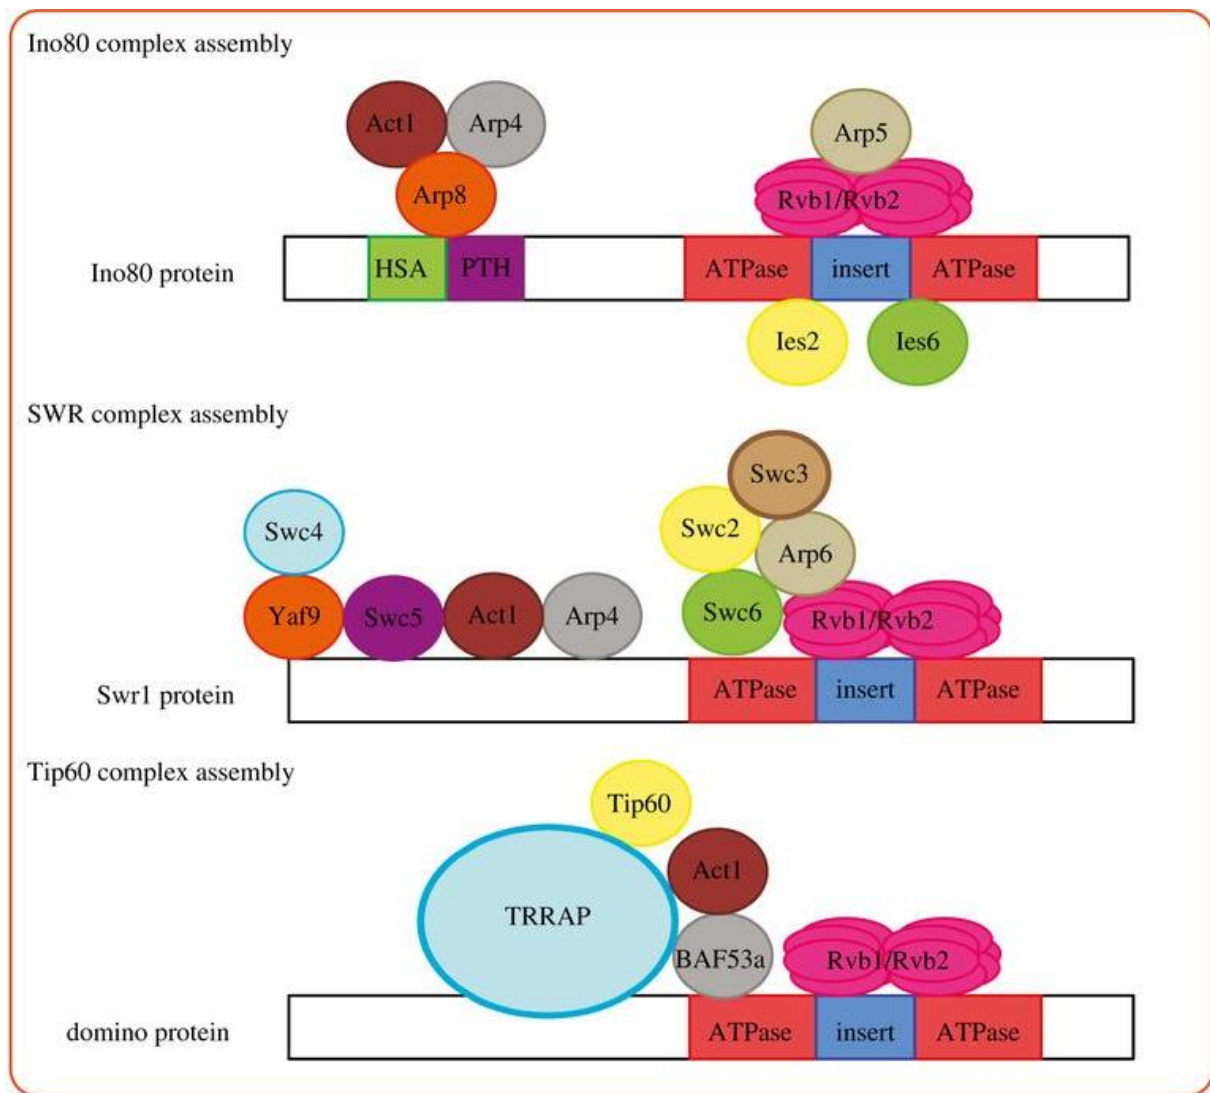 Ino80 complex assembly
Act1
Arp4
Arp8
Arp5
Rvb1/Rvb2
Ino80 protein
HSA
PTH
ATPase
insert
ATPase
Ies2
Ies6
SWR complex assembly
Swc3
Swc4
Swc2
Arp6
Yaf9
Swc5
Act1
Arp4
Swc6
Rvb1/Rvb2
Swr1 protein
ATPase
insert
ATPase
Tip60 complex assembly
Tip60
Act1
TRRAP
BAF53a
Rvb1/Rvb2
domino protein
ATPase
insert
ATPase